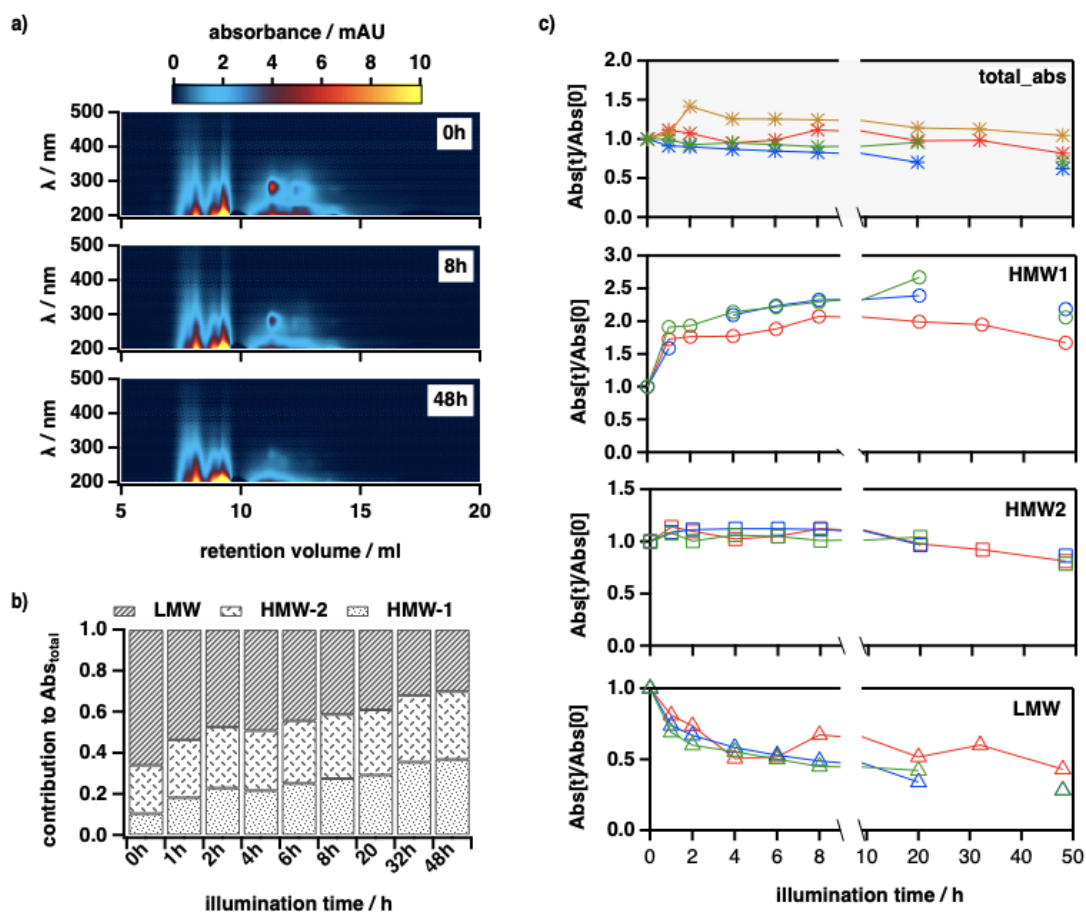 a)
absorbance / mAU
0 2 4 6 8 10
500
400
300
200
λ / nm
0h
500
400
300
200
λ / nm
8h
500
400
300
200
λ / nm
48h
5 10 15 20
retention volume / ml
b)
LMW HMW-2 HMW-1
1.0
0.8
0.6
0.4
0.2
0.0
contribution to Abstotal
0h 1h 2h 4h 6h 8h 20 32h 48h
illumination time / h
c)
2.0
1.5
1.0
0.5
0.0
Abs[t]/Abs[0]
total_abs
3.0
2.5
2.0
1.5
1.0
0.5
0.0
Abs[t]/Abs[0]
HMW1
1.5
1.0
0.5
0.0
Abs[t]/Abs[0]
HMW2
1.0
0.5
0.0
Abs[t]/Abs[0]
LMW
0 2 4 6 8 10 20 30 40 50
illumination time / h